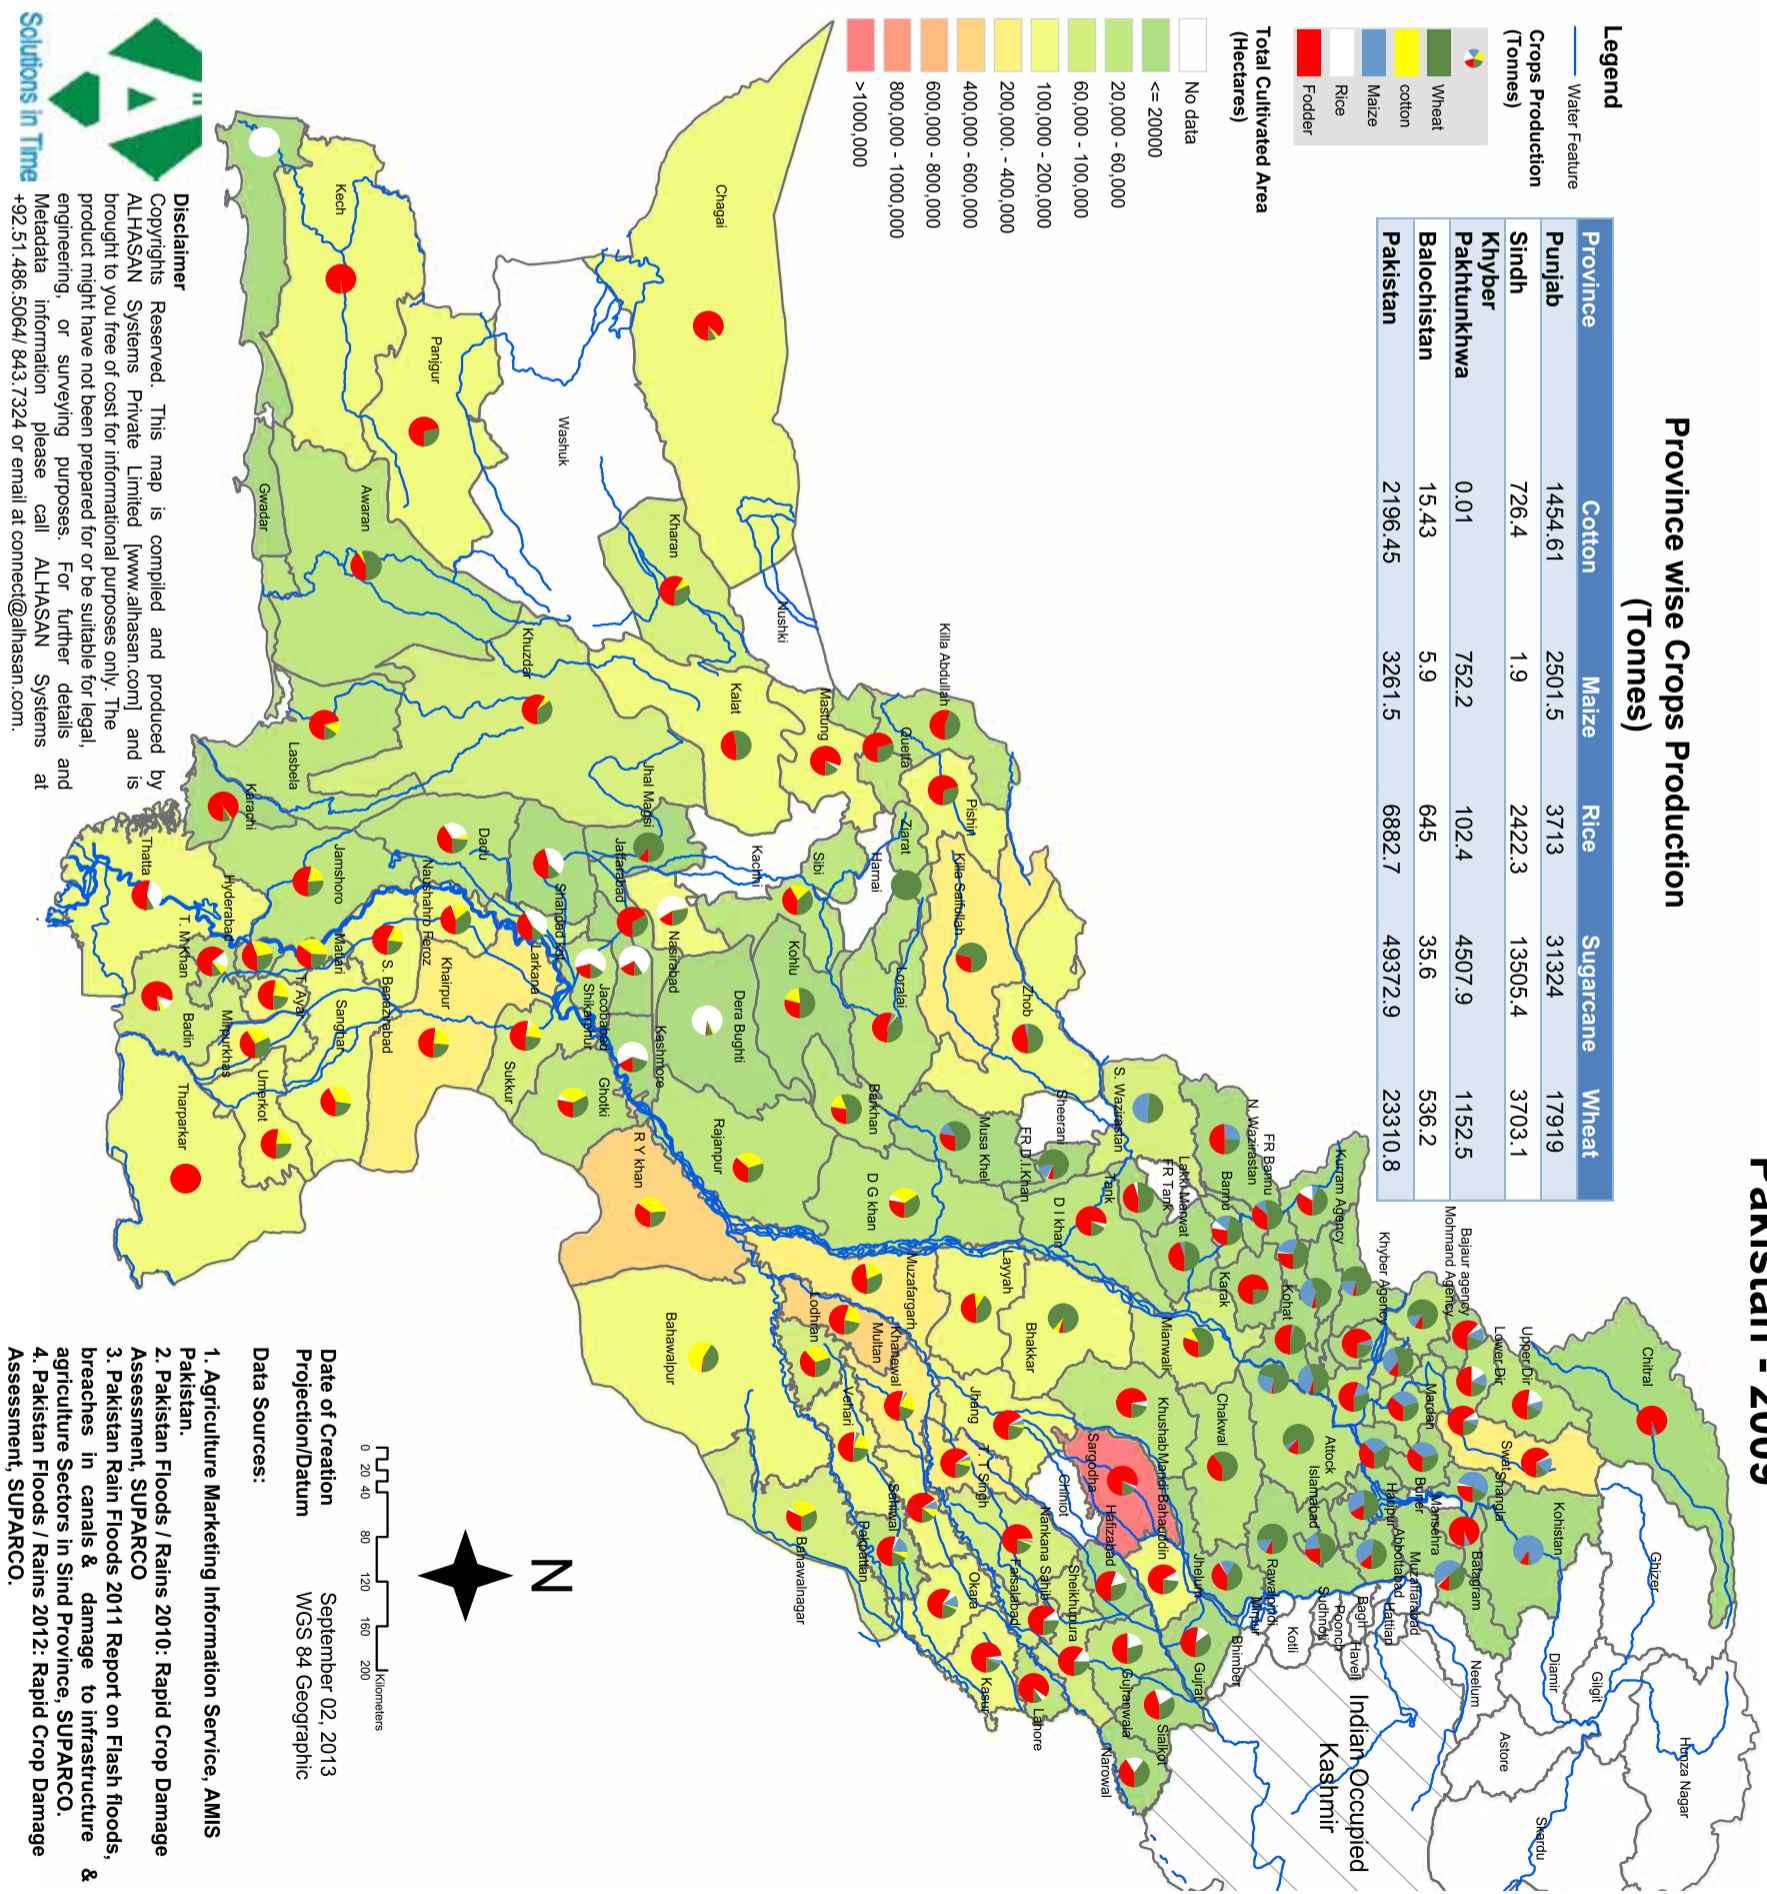 Pakistan - 2009
Province wise Crops Production
(Tonnes)
Province Cotton Maize Rice Sugarcane Wheat
Punjab 1454.61 2501.5 3713 31324 17919
Sindh 726.4 1.9 2422.3 13505.4 3703.1
Khyber
Pakhtunkhwa 0.01 752.2 102.4 4507.9 1152.5
Balochistan 15.43 5.9 645 35.6 536.2
Pakistan 2196.45 3261.5 6882.7 49372.9 23310.8
Legend
Water Feature
Crops Production
(Tonnes)
Wheat
cotton
Maize
Rice
Fodder
Total Cultivated Area
(Hectares)
No data
<= 20000
20,000 - 60,000
60,000 - 100,000
100,000 - 200,000
200,000. - 400,000
400,000 - 600,000
600,000 - 800,000
800,000 - 1000,000
>1000,000
Chitral
Ghizer
Hunza Nagar
Gilgit
Diamir
Astore
Skardu
Kohistan
Upper Dir
Lower Dir
Swat
Shangla
Bajaur agency
Mohmand Agency
Mardan
Buner
Mansehra
Batagram
Neelum
Muzaffarabad
Hattian
Abbottabad
Haripur
Bagh
Haveli
Poonch
Sudhnoti
Kotli
Mirpur
Bhimber
Indian Occupied
Kashmir
Khyber Agency
Kurram Agency
Kohat
Attock
Islamabad
Rawalpindi
FR Bannu
N. Wazirastan
Bannu
Karak
Lakki Marwat
FR Tank
Tank
S. Wazirastan
Chakwal
Jhelum
Mianwali
Khushab
Mandi Bahauddin
Gujrat
Sialkot
Narowal
Gujranwala
Hafizabad
Sargodha
Chiniot
Sheikhupura
Nankana Sahib
Lahore
Kasur
Faisalabad
Okara
Sheerani
FR D.I.Khan
D I khan
Zhob
Musa Khel
Killa Saifullah
Bhakkar
Layyah
Jhang
T. T Singh
Sahiwal
Pakpattan
Killa Abdullah
Pishin
Quetta
Ziarat
Harnai
Loralai
Barkhan
D G khan
Muzafargarh
Khanewal
Multan
Lodhran
Vehari
Bahawalnagar
Bahawalpur
Mastung
Sibi
Kohlu
Kachhi
Dera Bughti
Rajanpur
R Y khan
Nushki
Chagai
Kalat
Kharan
Washuk
Jhal Magsi
Nasirabad
Jaffarabad
Kashmore
Jacobabad
Shikarpur
Ghotki
Shahdad Kot
Larkana
Sukkur
Khuzdar
Panjgur
Kech
Awaran
Gwadar
Lasbela
Dadu
Naushahro Feroz
Khairpur
S. Benazirabad
Sanghar
Matiari
Jamshoro
Karachi
Hyderabad
T. Ayar
T. M Khan
Mirpurkhas
Umerkot
Tharparkar
Badin
Thatta
N
0 20 40 80 120 160 200
Kilometers
Date of Creation September 02, 2013
Projection/Datum WGS 84 Geographic
Data Sources:
1. Agriculture Marketing Information Service, AMIS
Pakistan.
2. Pakistan Floods / Rains 2010: Rapid Crop Damage
Assessment, SUPARCO
3. Pakistan Rain Floods 2011 Report on Flash floods,
breaches in canals & damage to infrastructure &
agriculture Sectors in Sind Province, SUPARCO.
4. Pakistan Floods / Rains 2012: Rapid Crop Damage
Assessment, SUPARCO.
Solutions in Time
Disclaimer
Copyrights Reserved. This map is compiled and produced by
ALHASAN Systems Private Limited [www.alhasan.com] and is
brought to you free of cost for informational purposes only. The
product might have not been prepared for or be suitable for legal,
engineering, or surveying purposes. For further details and
Metadata information please call ALHASAN Systems at
+92.51.486.5064/ 843.7324 or email at connect@alhasan.com.